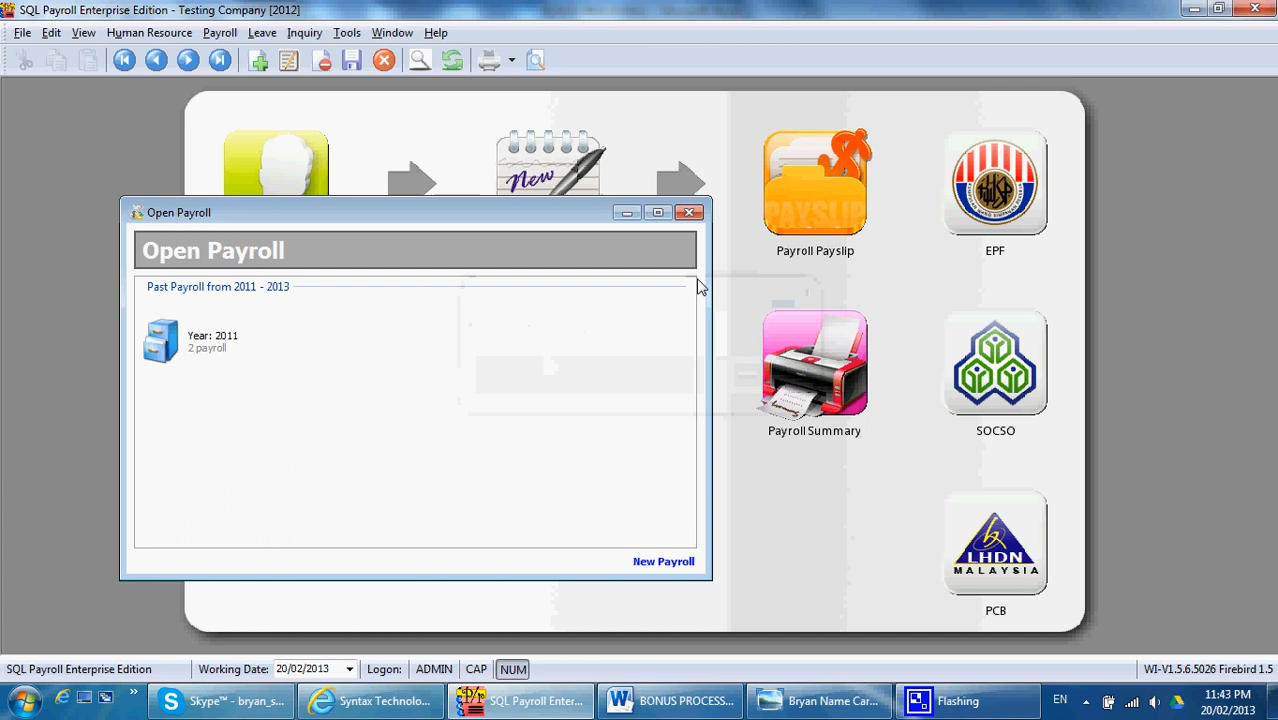 SQL Payroll Enterprise Edition - Testing Company [2012]
File Edit View Human Resource Payroll Leave Inquiry Tools Window Help
New
PAYSLIP
Payroll Payslip
EPF
Open Payroll
Open Payroll
Past Payroll from 2011 - 2013
Year: 2011
2 payroll
New Payroll
Payroll Summary
SOCSO
LHDN
MALAYSIA
PCB
SQL Payroll Enterprise Edition Working Date: 20/02/2013 Logon: ADMIN CAP NUM WI-V1.5.6.5026 Firebird 1.5
Skype™ - bryan_s... Syntax Technolo... SQL Payroll Enter... BONUS PROCESS... Bryan Name Car... Flashing EN 11:43 PM
20/02/2013